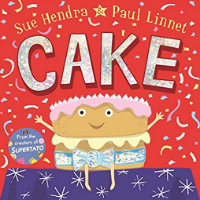 Sue Hendra & Paul Linnet
CAKE
From the
creators of
SUPERTATO